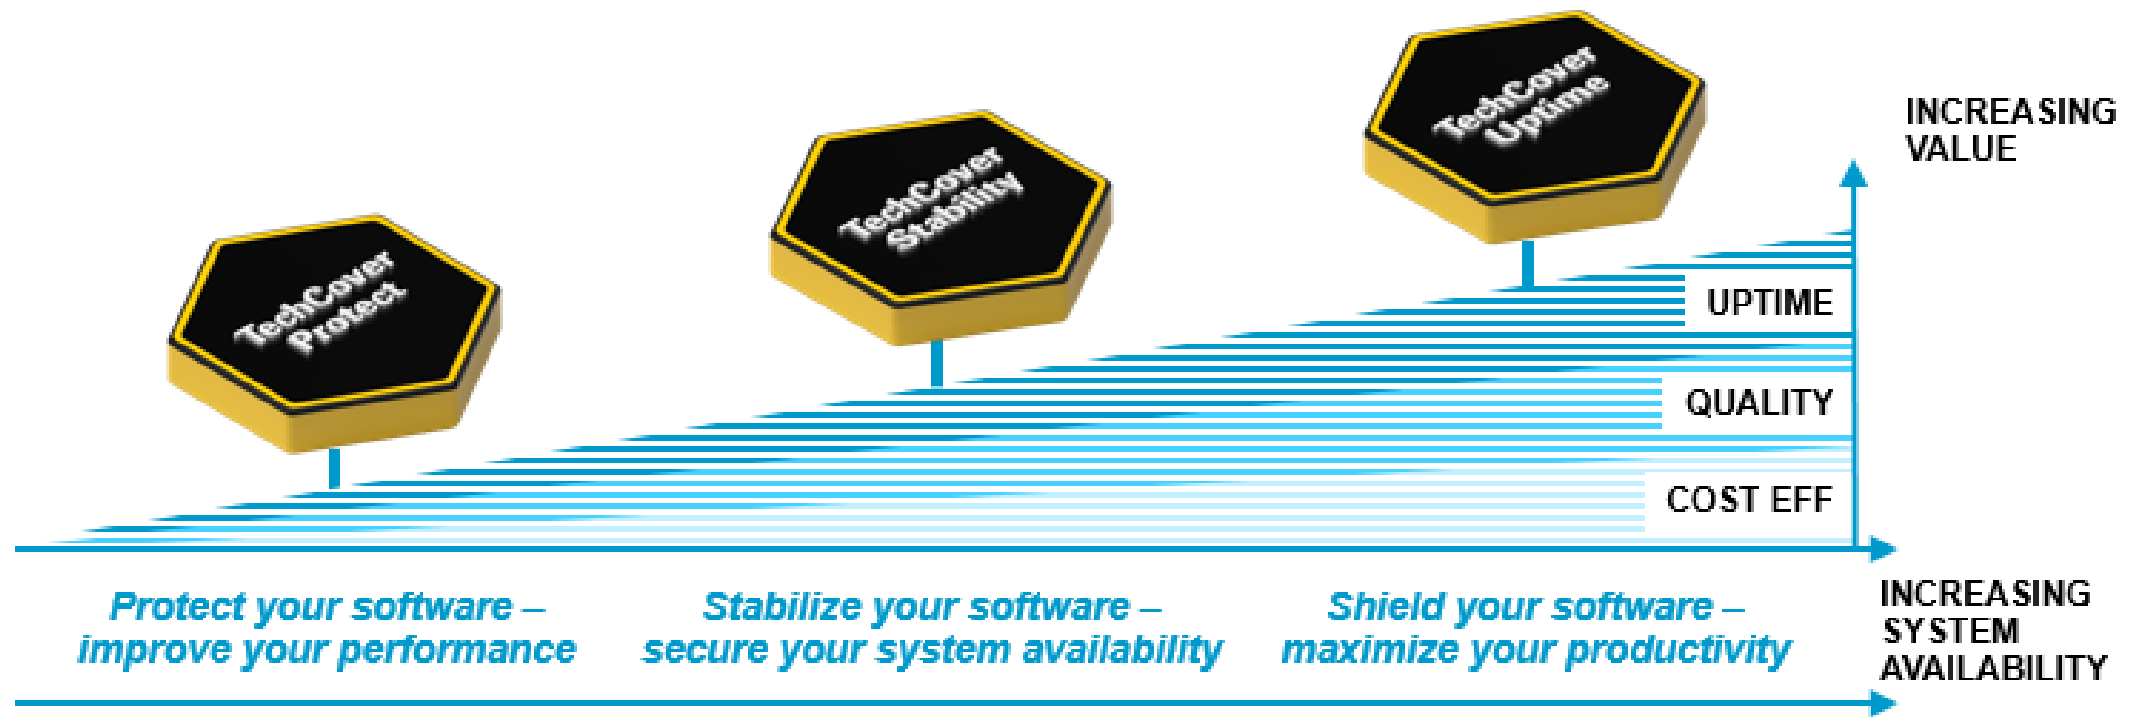 TechCover
Protect
TechCover
Stability
TechCover
Uptime
INCREASING
VALUE
UPTIME
QUALITY
COST EFF
Protect your software –
improve your performance
Stabilize your software –
secure your system availability
Shield your software –
maximize your productivity
INCREASING
SYSTEM
AVAILABILITY